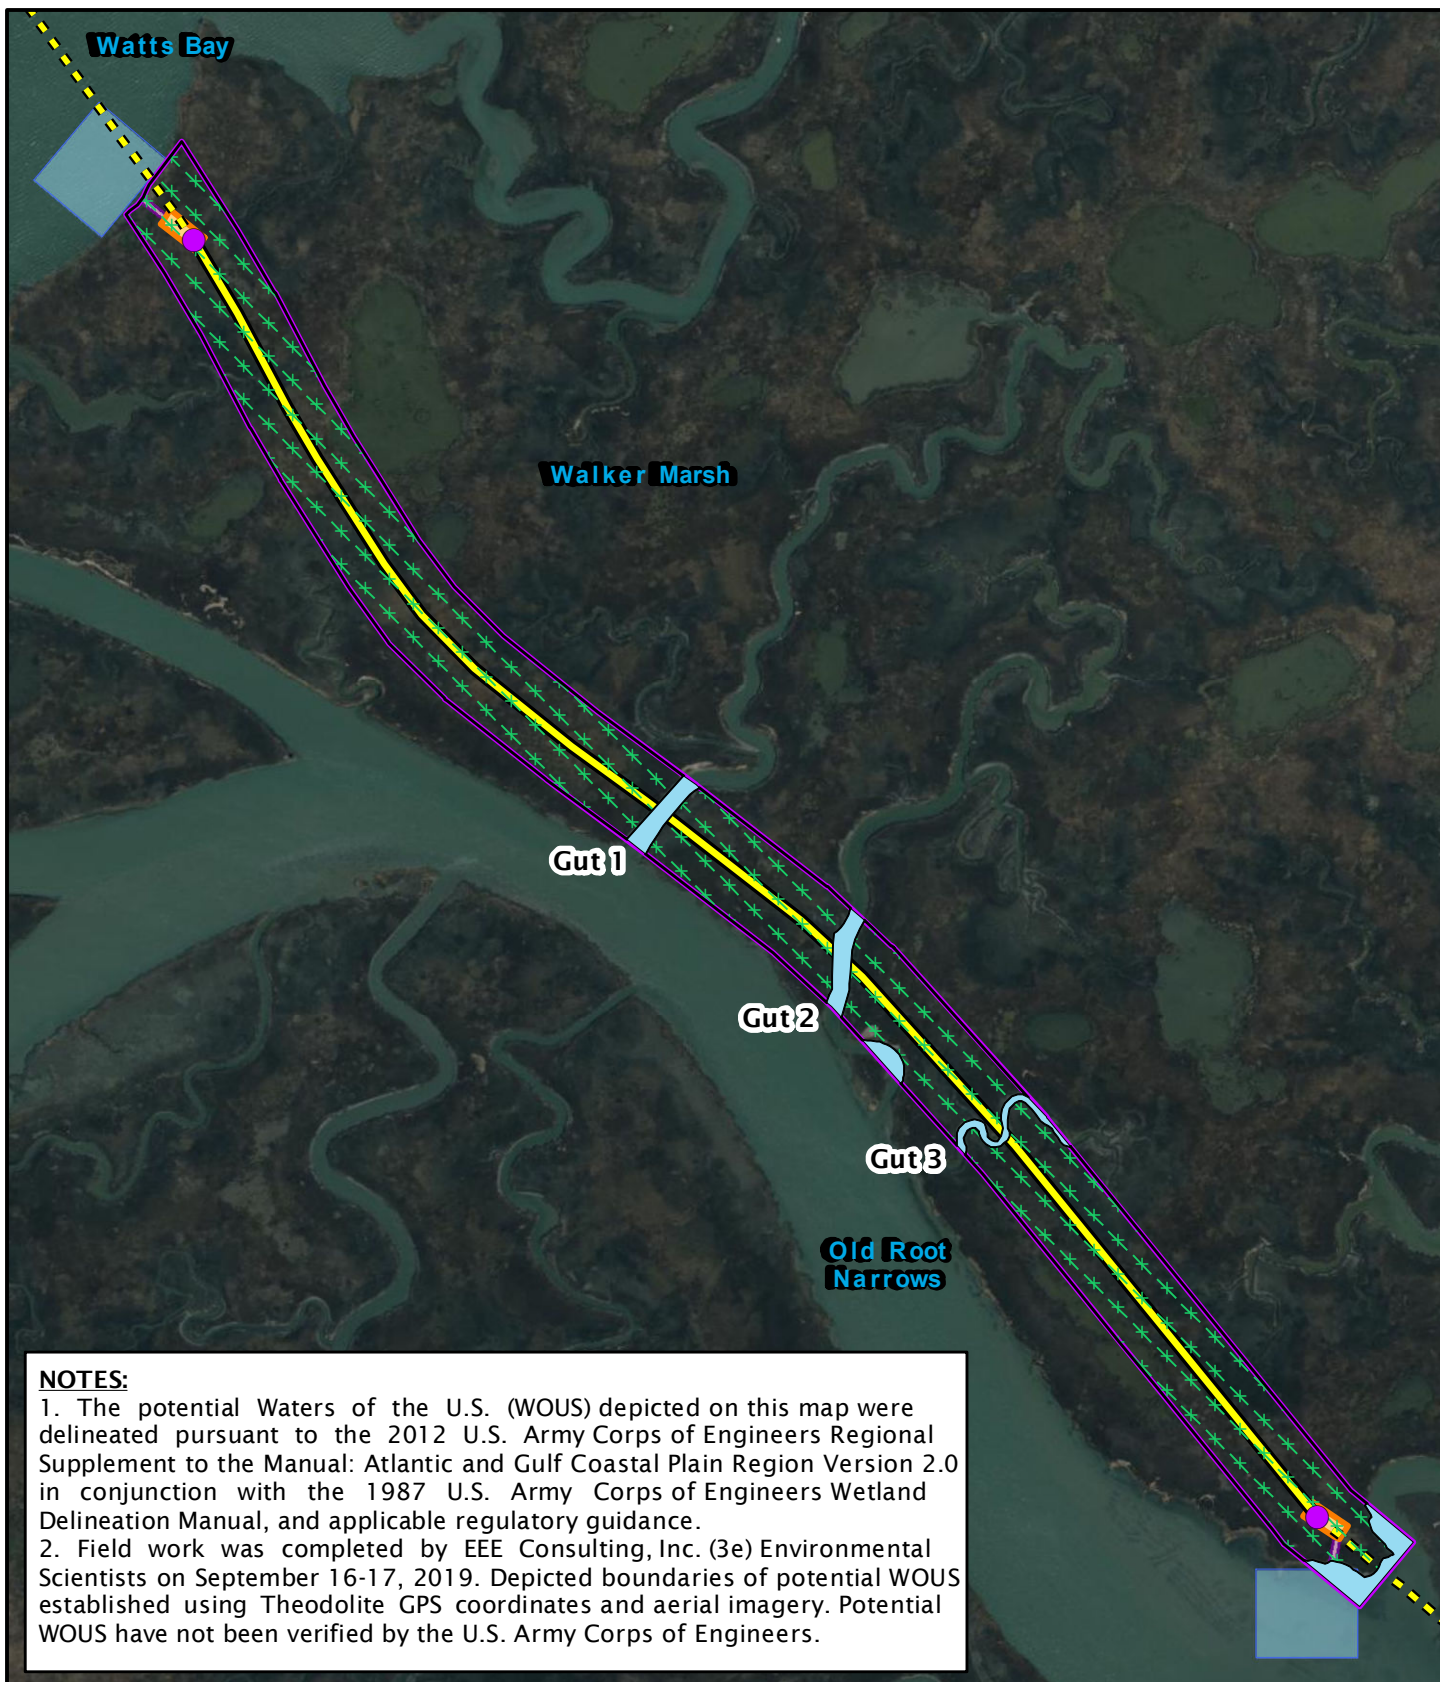 Watts Bay
Walker Marsh
Gut 1
Gut 2
Gut 3
Old Root
Narrows
NOTES:
1. The potential Waters of the U.S. (WOUS) depicted on this map were
delineated pursuant to the 2012 U.S. Army Corps of Engineers Regional
Supplement to the Manual: Atlantic and Gulf Coastal Plain Region Version 2.0
in conjunction with the 1987 U.S. Army Corps of Engineers Wetland
Delineation Manual, and applicable regulatory guidance.
2. Field work was completed by EEE Consulting, Inc. (3e) Environmental
Scientists on September 16-17, 2019. Depicted boundaries of potential WOUS
established using Theodolite GPS coordinates and aerial imagery. Potential
WOUS have not been verified by the U.S. Army Corps of Engineers.